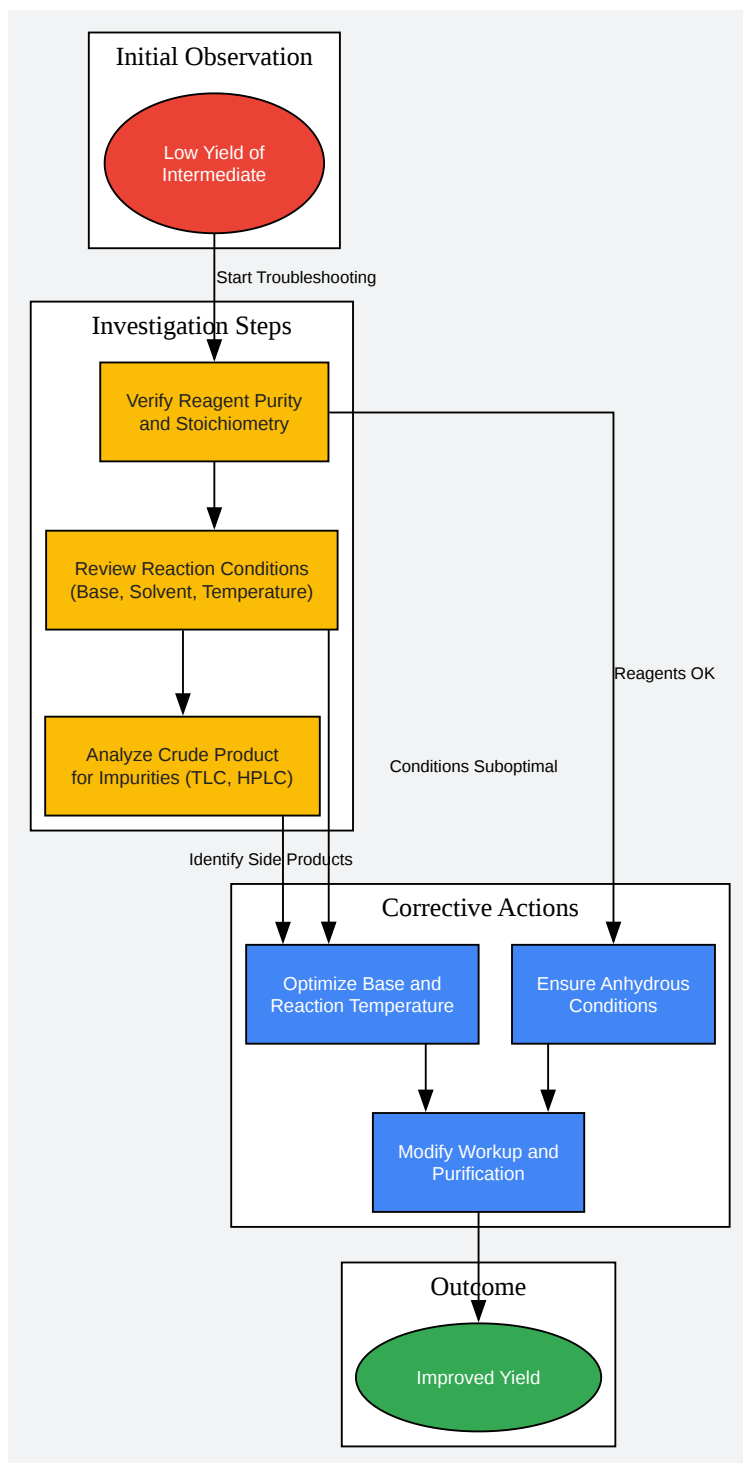 Initial Observation
Low Yield of
Intermediate
Start Troubleshooting
Investigation Steps
Verify Reagent Purity
and Stoichiometry
Review Reaction Conditions
(Base, Solvent, Temperature)
Reagents OK
Analyze Crude Product
for Impurities (TLC, HPLC)
Conditions Suboptimal
Identify Side Products
Corrective Actions
Optimize Base and
Reaction Temperature
Ensure Anhydrous
Conditions
Modify Workup and
Purification
Outcome
Improved Yield